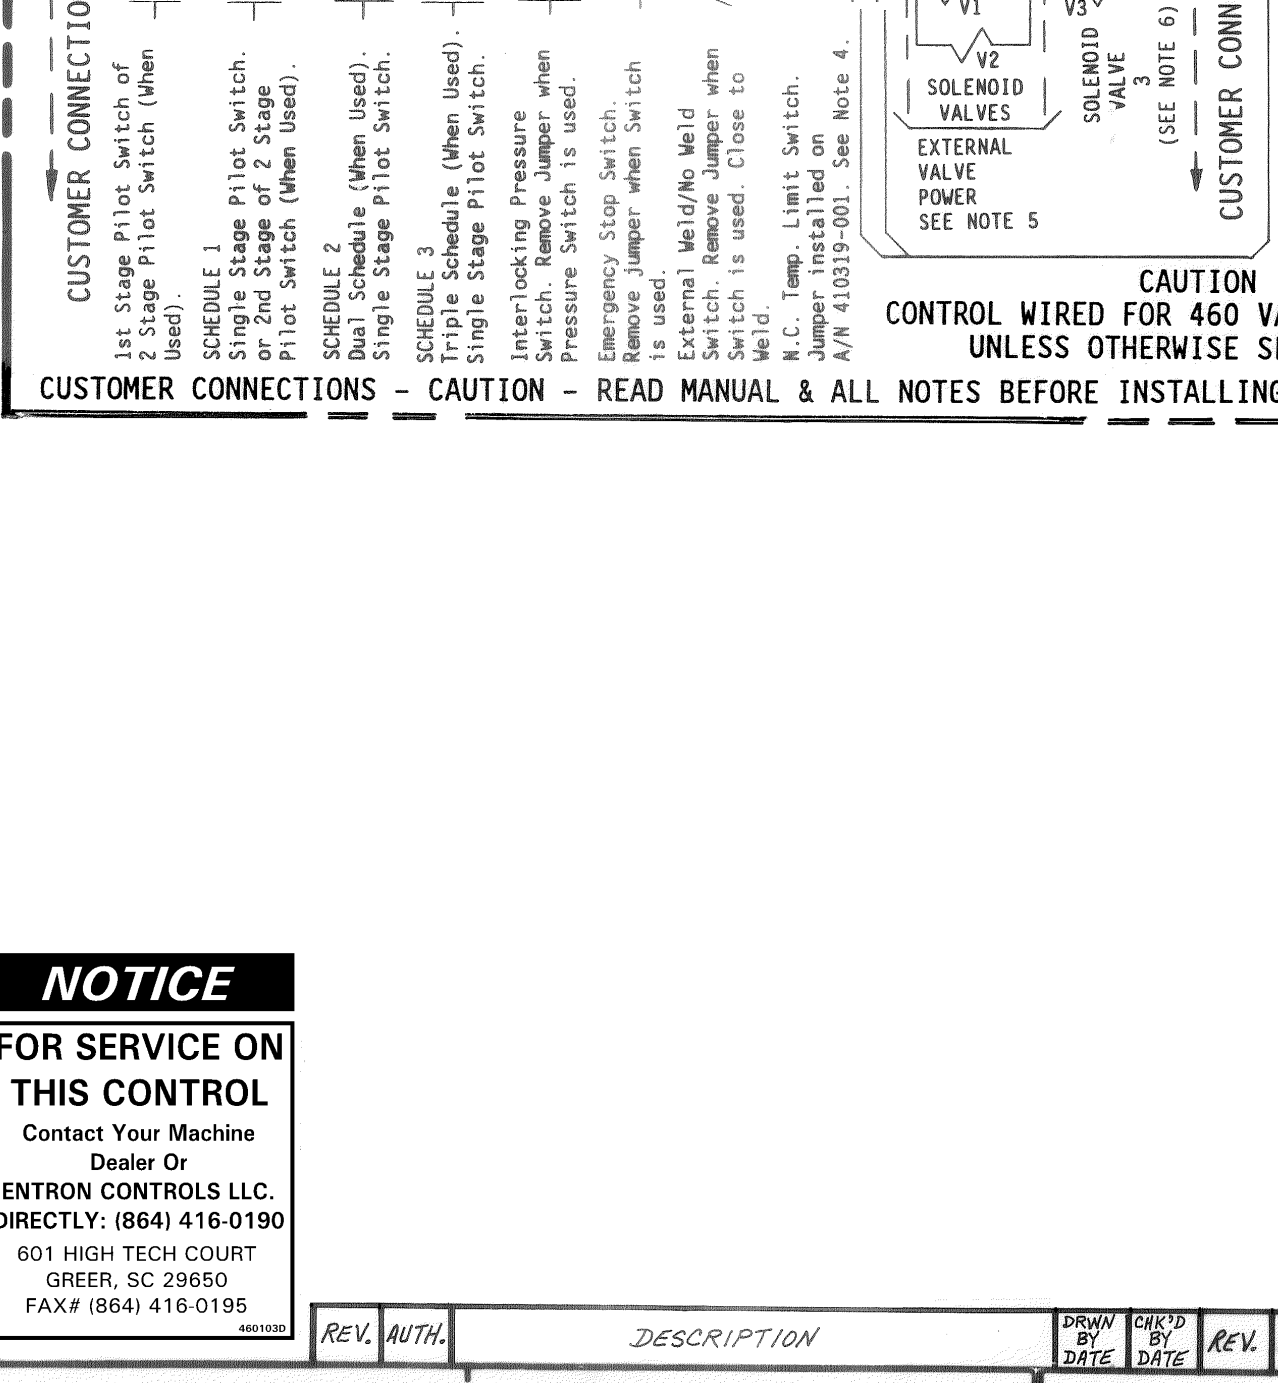 CUSTOMER CONNECTIO
1st Stage Pilot Switch of
2 Stage Pilot Switch (When
Used).
SCHEDULE 1
Single Stage Pilot Switch.
or 2nd Stage of 2 Stage
Pilot Switch (When Used).
SCHEDULE 2
Dual Schedule (When Used).
Single Stage Pilot Switch.
SCHEDULE 3
Triple Schedule (When Used).
Single Stage Pilot Switch.
Interlocking Pressure
Switch. Remove Jumper when
Pressure Switch is used.
Emergency Stop Switch.
Remove jumper when Switch
is used.
External Weld/No Weld
Switch. Remove Jumper when
Switch is used. Close to
Weld.
N.C. Temp. Limit Switch.
Jumper installed on
A/N 410319-001. See Note 4.
V1
V2
SOLENOID
VALVES
EXTERNAL
VALVE
POWER
SEE NOTE 5
V3
SOLENOID
VALVE
3
(SEE NOTE 6)
CUSTOMER CONN
CAUTION
CONTROL WIRED FOR 460 VA
UNLESS OTHERWISE S
CUSTOMER CONNECTIONS – CAUTION – READ MANUAL & ALL NOTES BEFORE INSTALLING
NOTICE
FOR SERVICE ON
THIS CONTROL
Contact Your Machine
Dealer Or
ENTRON CONTROLS LLC.
DIRECTLY: (864) 416-0190
601 HIGH TECH COURT
GREER, SC 29650
FAX# (864) 416-0195
460103D
REV. AUTH. DESCRIPTION DRWN BY DATE CHK'D BY DATE REV.